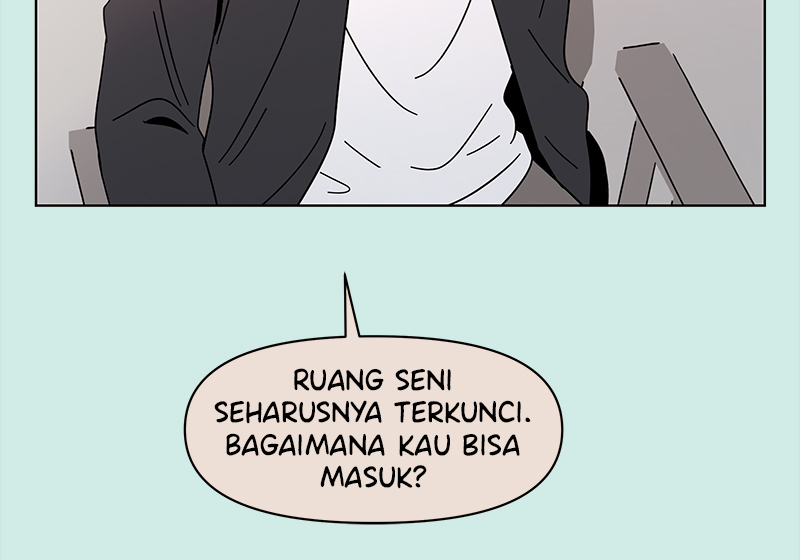 RUANG SENI
SEHARUSNYA TERKUNCI.
BAGAIMANA KAU BISA
MASUK?